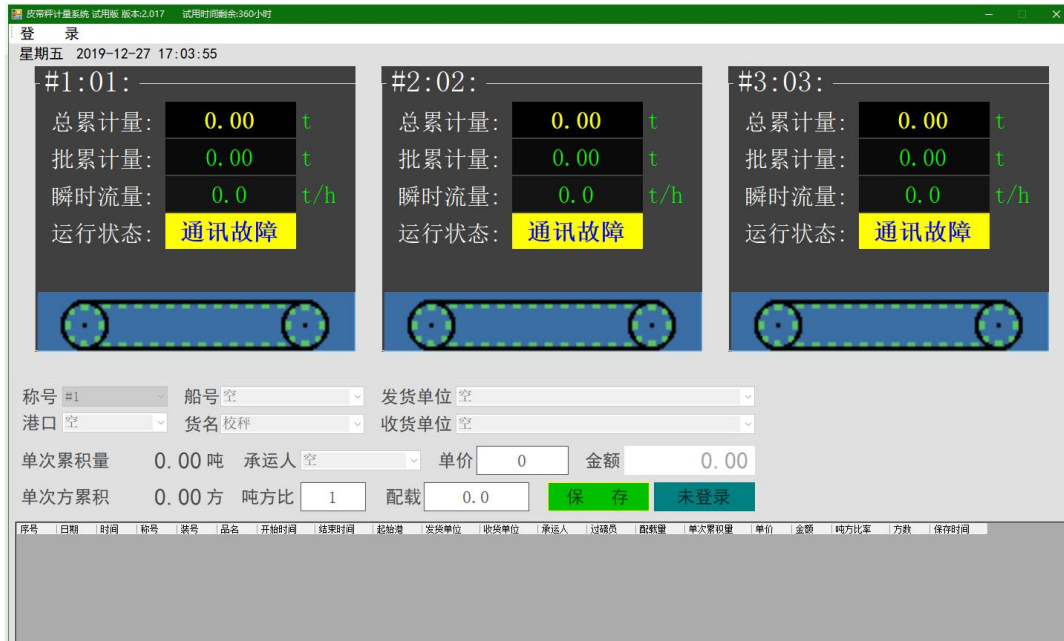 皮带秤计量系统 试用版 版本:2.017 试用时间剩余:360小时
登 录
星期五 2019-12-27 17:03:55
#1:01: #2:02: #3:03:
总累计量: 0.00 t 总累计量: 0.00 t 总累计量: 0.00 t
批累计量: 0.00 t 批累计量: 0.00 t 批累计量: 0.00 t
瞬时流量: 0.0 t/h 瞬时流量: 0.0 t/h 瞬时流量: 0.0 t/h
运行状态: 通讯故障 运行状态: 通讯故障 运行状态: 通讯故障
称号 #1 船号 空 发货单位 空
港口 空 货名 校秤 收货单位 空
单次累积量 0.00 吨 承运人 空 单价 0 金额 0.00
单次方累积 0.00 方 吨方比 1 配载 0.0 保 存 未登录
序号 日期 时间 称号 装号 品名 开始时间 结束时间 起始港 发货单位 收货单位 承运人 过磅员 配载量 单次累积量 单价 金额 吨方比率 方数 保存时间